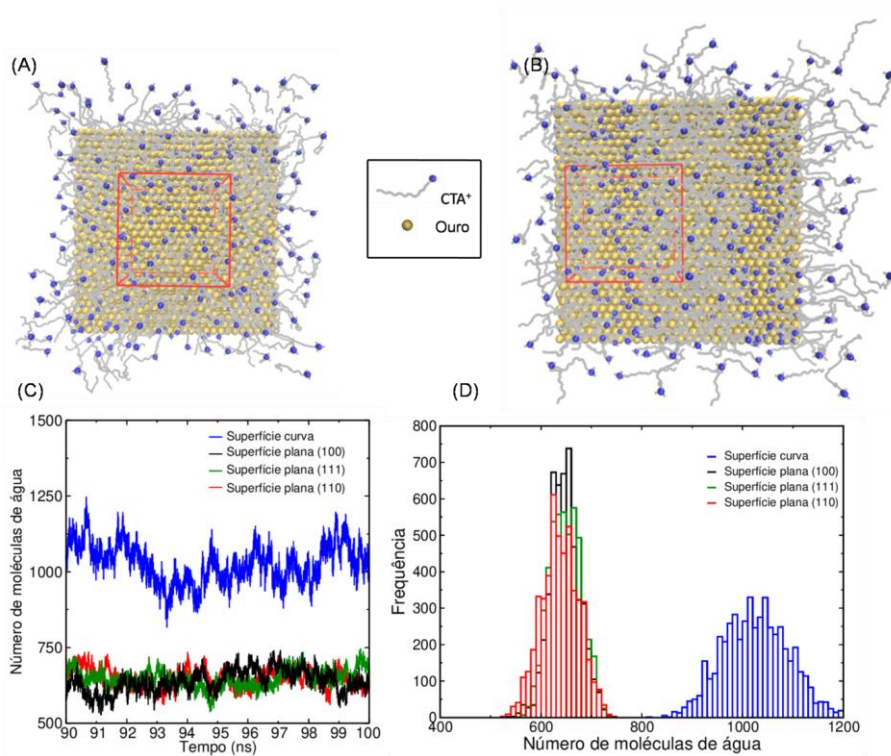 (A)
(B)
CTA⁺
Ouro
(C)
(D)
1500
1250
1000
750
500
Número de moléculas de água
Superfície curva
Superfície plana (100)
Superfície plana (111)
Superfície plana (110)
90 91 92 93 94 95 96 97 98 99 100
Tempo (ns)
800
700
600
500
400
300
200
100
0
Frequência
Superfície curva
Superfície plana (100)
Superfície plana (111)
Superfície plana (110)
400 600 800 1000 1200
Número de moléculas de água